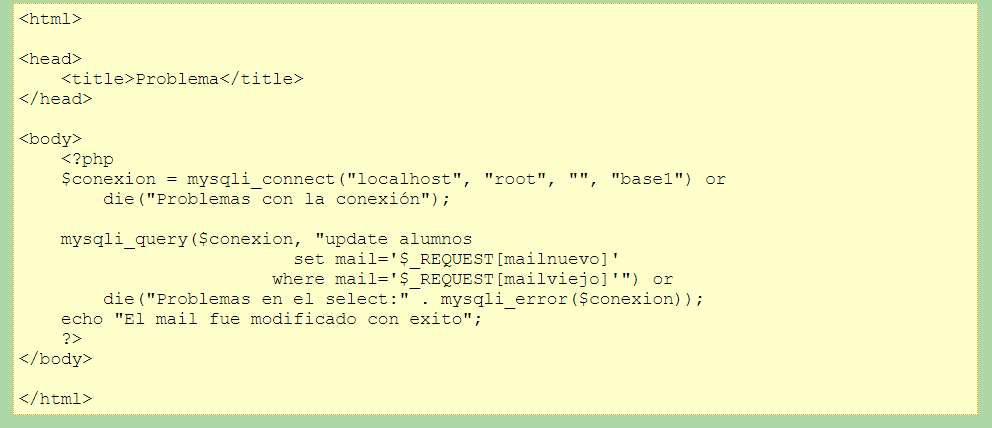 <html>
<head>
<title>Problema</title>
</head>
<body>
<?php
$conexion = mysqli_connect("localhost", "root", "", "base1") or
die("Problemas con la conexión");
mysqli_query($conexion, "update alumnos
set mail='$_REQUEST[mailnuevo]'
where mail='$_REQUEST[mailviejo]'") or
die("Problemas en el select:" . mysqli_error($conexion));
echo "El mail fue modificado con exito";
?>
</body>
</html>